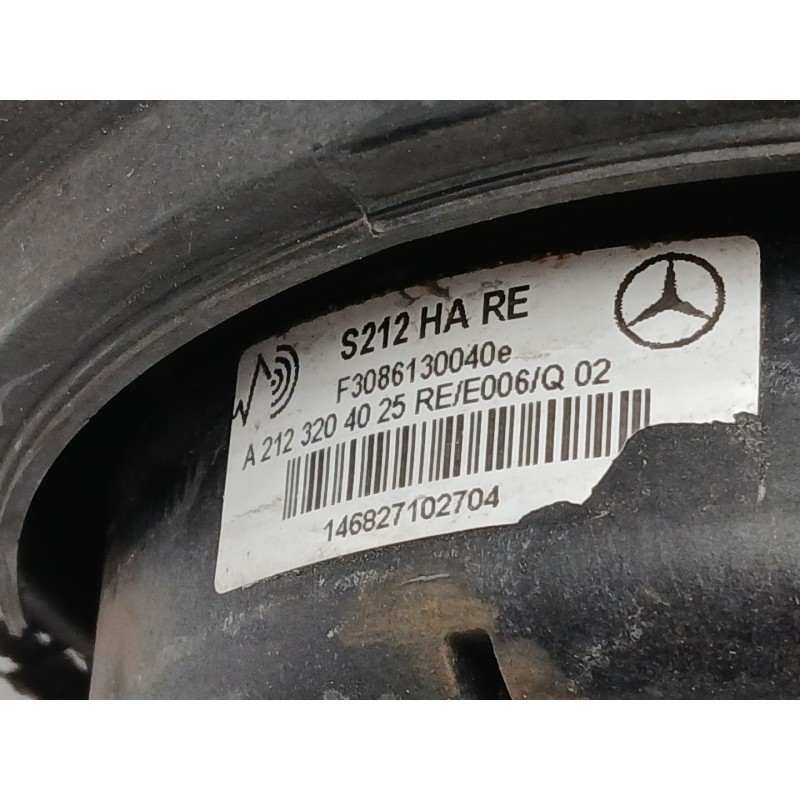 S212 HA RE
F3086130040e
A 212 320 40 25 RE/E006/Q 02
146827102704